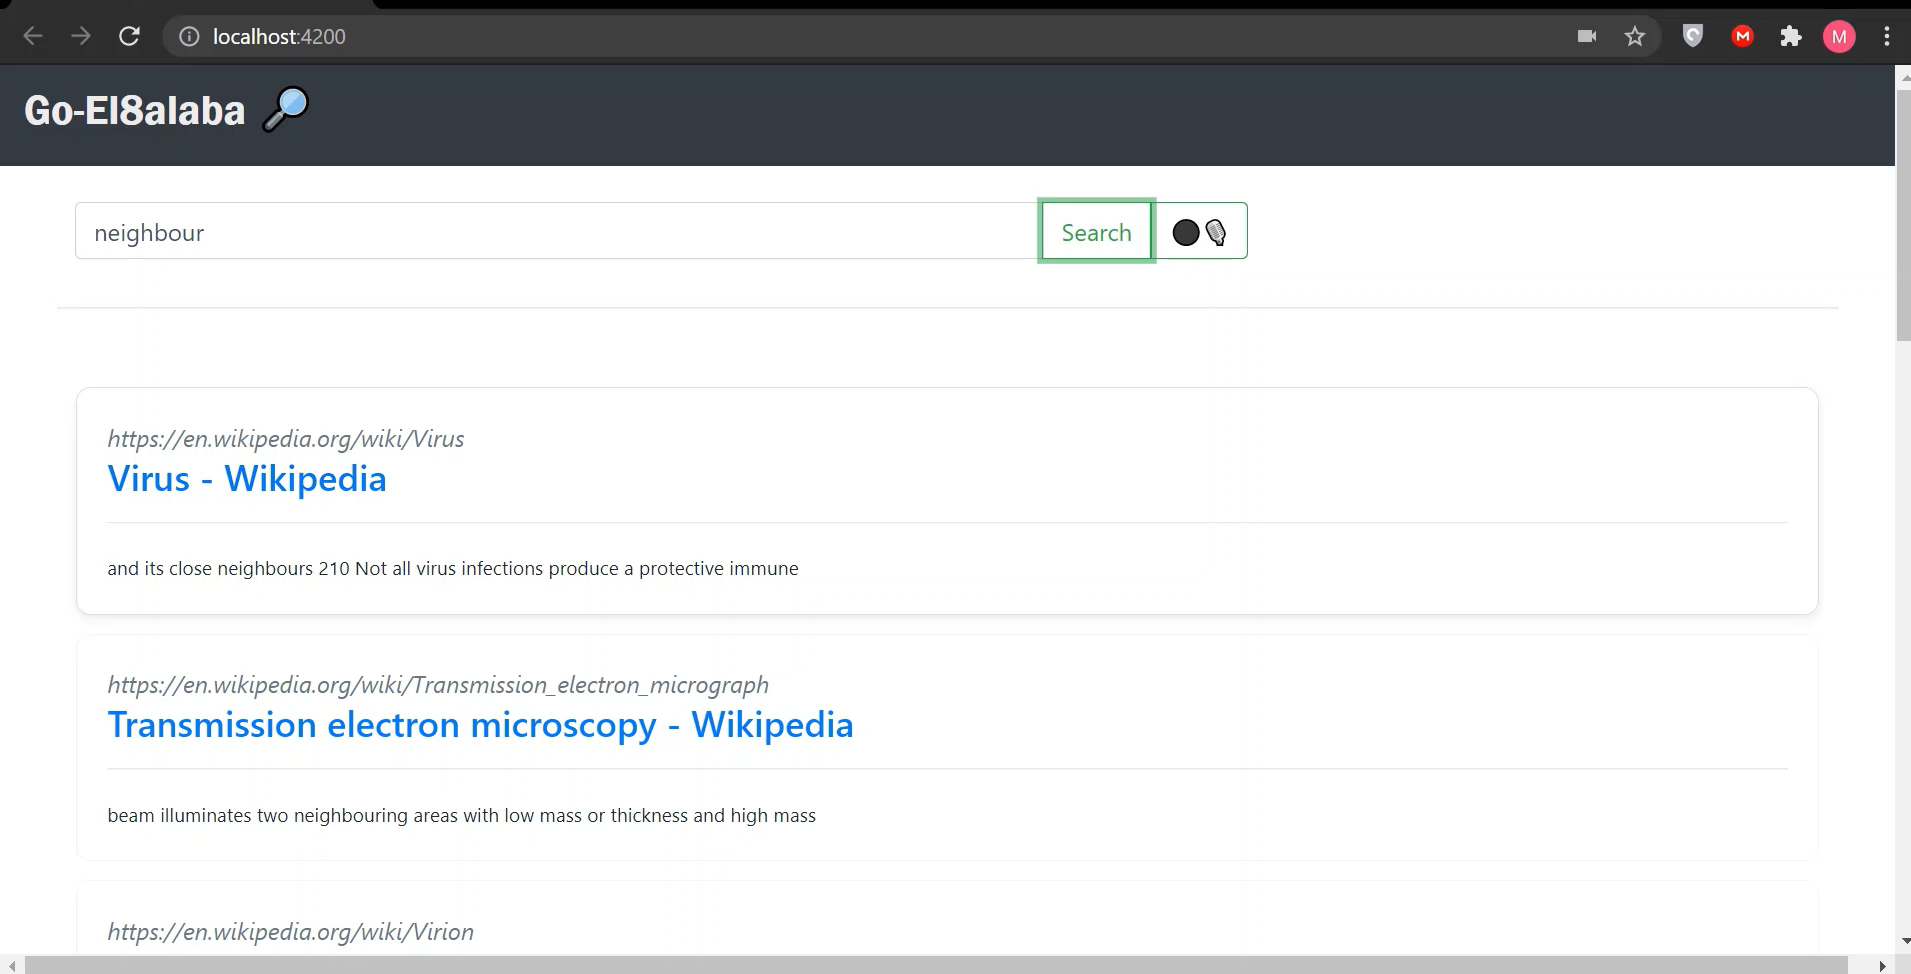 localhost:4200
M
M
Go-El8alaba
neighbour
Search
https://en.wikipedia.org/wiki/Virus
Virus - Wikipedia
and its close neighbours 210 Not all virus infections produce a protective immune
https://en.wikipedia.org/wiki/Transmission_electron_micrograph
Transmission electron microscopy - Wikipedia
beam illuminates two neighbouring areas with low mass or thickness and high mass
https://en.wikipedia.org/wiki/Virion